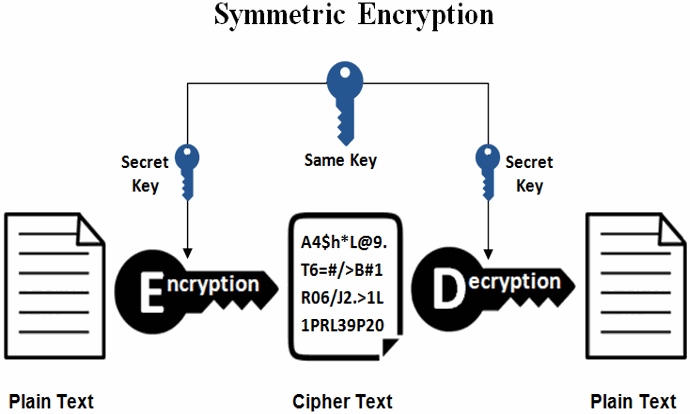 Symmetric Encryption
Secret
Key
Same Key
Secret
Key
Encryption
A4$h*L@9.
T6=#/>B#1
R06/J2.>1L
1PRL39P20
Decryption
Plain Text
Cipher Text
Plain Text